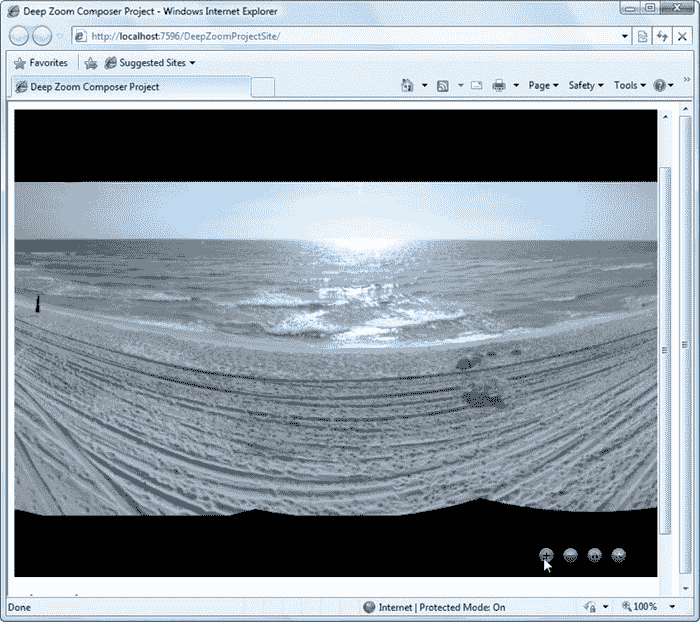 Deep Zoom Composer Project - Windows Internet Explorer
http://localhost:7596/DeepZoomProjectSite/
Favorites Suggested Sites
Deep Zoom Composer Project Page Safety Tools »
Done Internet | Protected Mode: On 100%